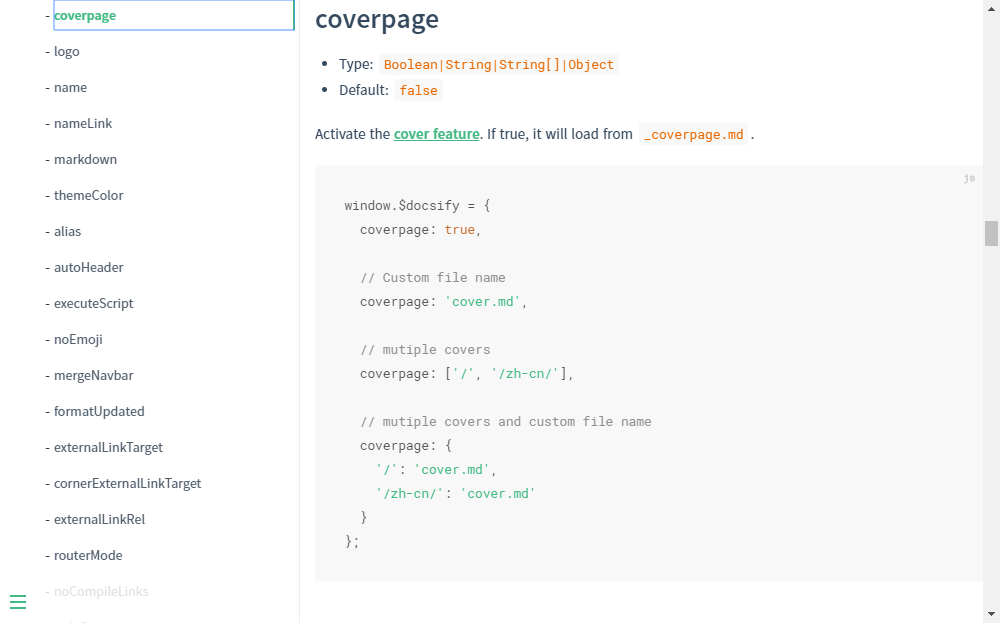 - coverpage
- logo
- name
- nameLink
- markdown
- themeColor
- alias
- autoHeader
- executeScript
- noEmoji
- mergeNavbar
- formatUpdated
- externalLinkTarget
- cornerExternalLinkTarget
- externalLinkRel
- routerMode
- noCompileLinks
coverpage
• Type: Boolean|String|String[]|Object
• Default: false
Activate the cover feature. If true, it will load from _coverpage.md .
js
window.$docsify = {
  coverpage: true,

  // Custom file name
  coverpage: 'cover.md',

  // mutiple covers
  coverpage: ['/', '/zh-cn/'],

  // mutiple covers and custom file name
  coverpage: {
    '/': 'cover.md',
    '/zh-cn/': 'cover.md'
  }
};